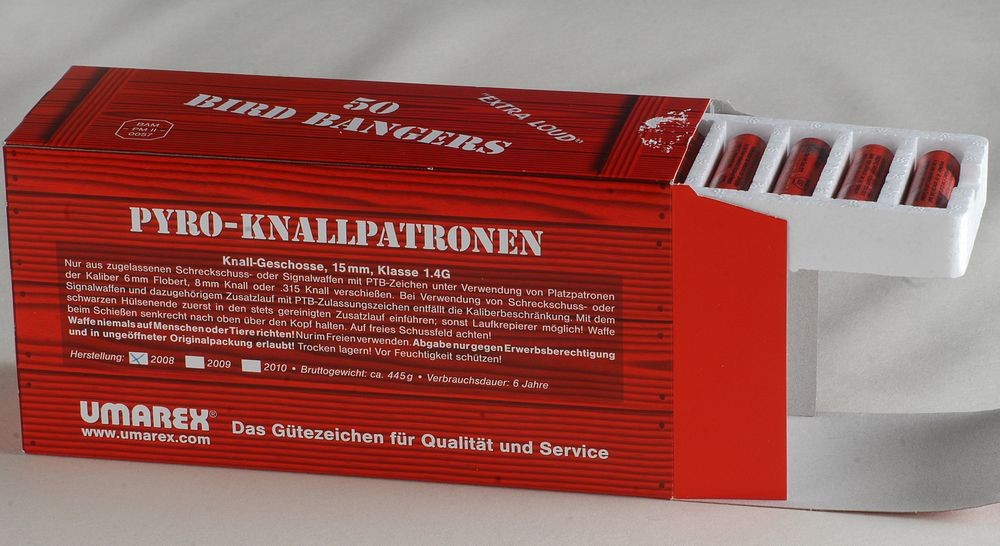 BAM
PM II
0057
50
BIRD BANGERS
"EXTRA LOUD"
PYRO-KNALLPATRONEN
Knall-Geschosse, 15mm, Klasse 1.4G
Nur aus zugelassenen Schreckschuss- oder Signalwaffen mit PTB-Zeichen unter Verwendung von Platzpatronen
der Kaliber 6mm Flobert, 8mm Knall oder .315 Knall verschießen. Bei Verwendung von Schreckschuss- oder
Signalwaffen und dazugehörigem Zusatzlauf mit PTB-Zulassungszeichen entfällt die Kaliberbeschränkung. Mit dem
schwarzen Hülsenende zuerst in den stets gereinigten Zusatzlauf einführen; sonst Laufkrepierer möglich! Waffe
beim Schießen senkrecht nach oben über den Kopf halten. Auf freies Schussfeld achten!
Waffe niemals auf Menschen oder Tiere richten! Nur im Freien verwenden. Abgabe nur gegen Erwerbsberechtigung
und in ungeöffneter Originalpackung erlaubt! Trocken lagern! Vor Feuchtigkeit schützen!
Herstellung: 2008 2009 2010 • Bruttogewicht: ca. 445g • Verbrauchsdauer: 6 Jahre
UMAREX®
www.umarex.com
Das Gütezeichen für Qualität und Service